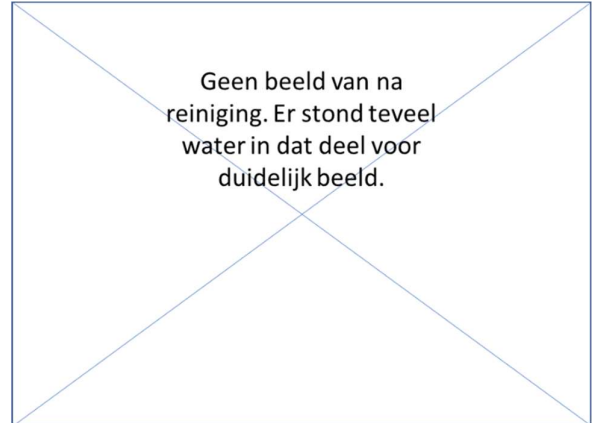 Geen beeld van na
reiniging. Er stond teveel
water in dat deel voor
duidelijk beeld.